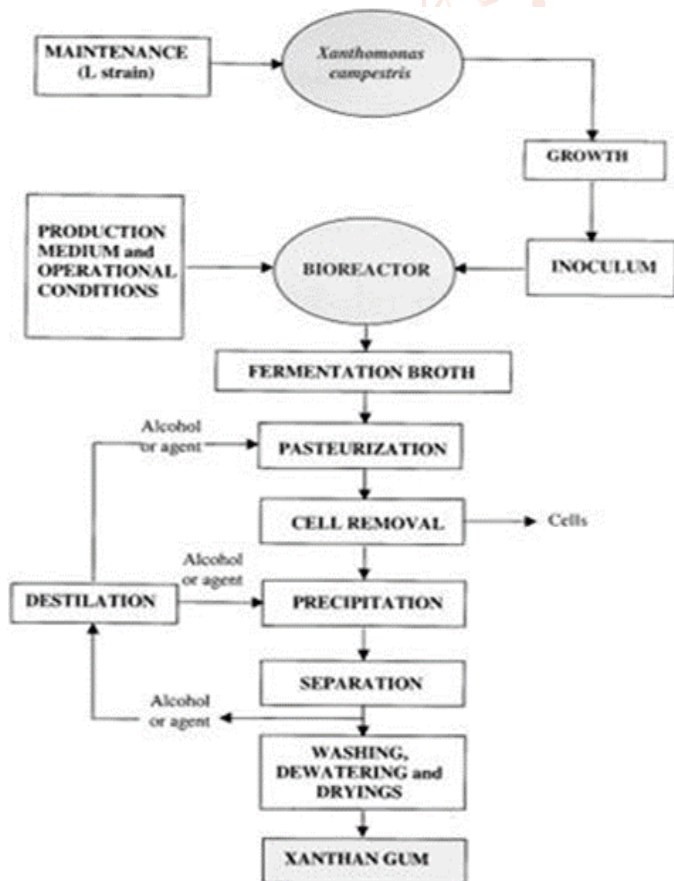 MAINTENANCE
(L strain)
Xanthomonas
campestris
GROWTH
PRODUCTION
MEDIUM and
OPERATIONAL
CONDITIONS
BIOREACTOR
INOCULUM
FERMENTATION BROTH
Alcohol
or agent
PASTEURIZATION
CELL REMOVAL
Cells
Alcohol
or agent
DESTILATION
PRECIPITATION
SEPARATION
Alcohol
or agent
WASHING,
DEWATERING and
DRYINGS
XANTHAN GUM